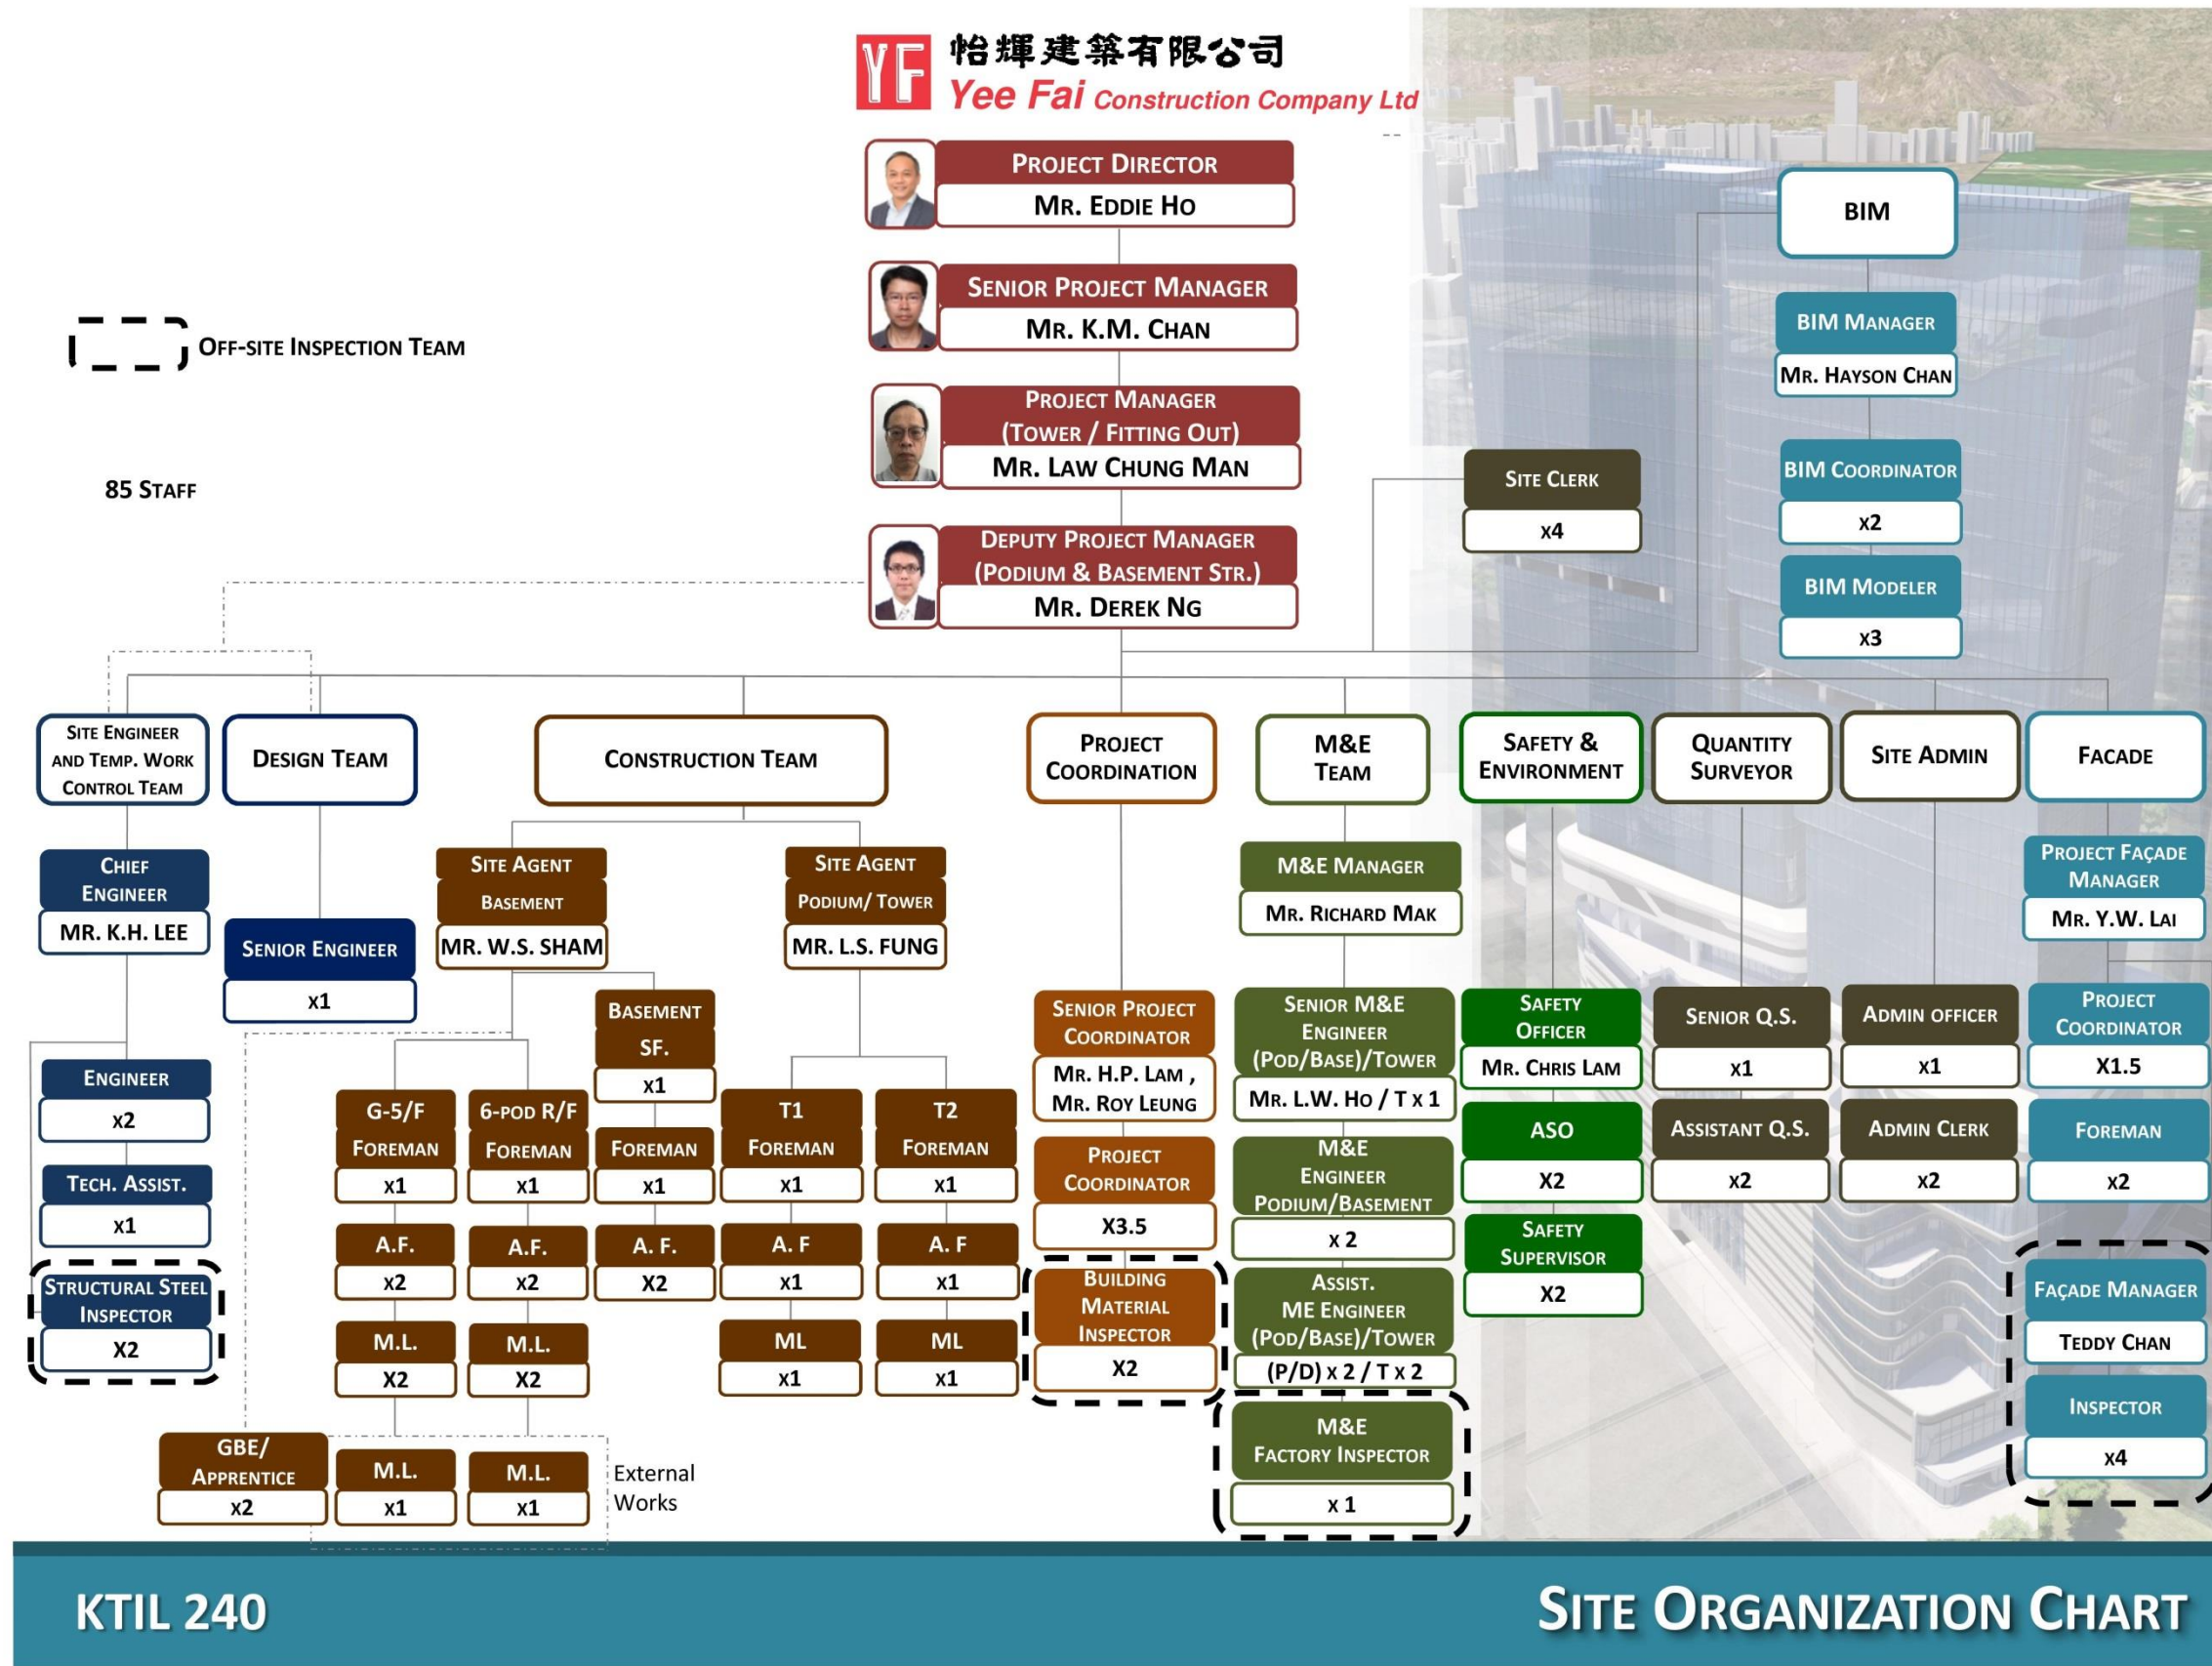 YF
怡輝建築有限公司
Yee Fai Construction Company Ltd
PROJECT DIRECTOR
MR. EDDIE HO
SENIOR PROJECT MANAGER
MR. K.M. CHAN
PROJECT MANAGER
(TOWER / FITTING OUT)
MR. LAW CHUNG MAN
DEPUTY PROJECT MANAGER
(PODIUM & BASEMENT STR.)
MR. DEREK NG
OFF-SITE INSPECTION TEAM
85 STAFF
SITE CLERK
X4
BIM
BIM MANAGER
MR. HAYSON CHAN
BIM COORDINATOR
X2
BIM MODELER
X3
SITE ENGINEER
AND TEMP. WORK
CONTROL TEAM
CHIEF
ENGINEER
MR. K.H. LEE
ENGINEER
X2
TECH. ASSIST.
X1
STRUCTURAL STEEL
INSPECTOR
X2
DESIGN TEAM
SENIOR ENGINEER
X1
CONSTRUCTION TEAM
SITE AGENT
BASEMENT
MR. W.S. SHAM
G-5/F
FOREMAN
X1
A.F.
X2
M.L.
X2
6-POD R/F
FOREMAN
X1
A.F.
X2
M.L.
X2
BASEMENT
SF.
X1
FOREMAN
X1
A. F.
X2
GBE/
APPRENTICE
X2
M.L.
X1
M.L.
X1
External
Works
SITE AGENT
PODIUM/ TOWER
MR. L.S. FUNG
T1
FOREMAN
X1
A. F
X1
ML
X1
T2
FOREMAN
X1
A. F
X1
ML
X1
PROJECT
COORDINATION
SENIOR PROJECT
COORDINATOR
MR. H.P. LAM ,
MR. ROY LEUNG
PROJECT
COORDINATOR
X3.5
BUILDING
MATERIAL
INSPECTOR
X2
M&E
TEAM
M&E MANAGER
MR. RICHARD MAK
SENIOR M&E
ENGINEER
(POD/BASE)/TOWER
MR. L.W. HO / T X 1
M&E
ENGINEER
PODIUM/BASEMENT
X 2
ASSIST.
ME ENGINEER
(POD/BASE)/TOWER
(P/D) X 2 / T X 2
M&E
FACTORY INSPECTOR
X 1
SAFETY &
ENVIRONMENT
SAFETY
OFFICER
MR. CHRIS LAM
ASO
X2
SAFETY
SUPERVISOR
X2
QUANTITY
SURVEYOR
SENIOR Q.S.
X1
ASSISTANT Q.S.
X2
SITE ADMIN
ADMIN OFFICER
X1
ADMIN CLERK
X2
FACADE
PROJECT FAÇADE
MANAGER
MR. Y.W. LAI
PROJECT
COORDINATOR
X1.5
FOREMAN
X2
FAÇADE MANAGER
TEDDY CHAN
INSPECTOR
X4
KTIL 240
SITE ORGANIZATION CHART